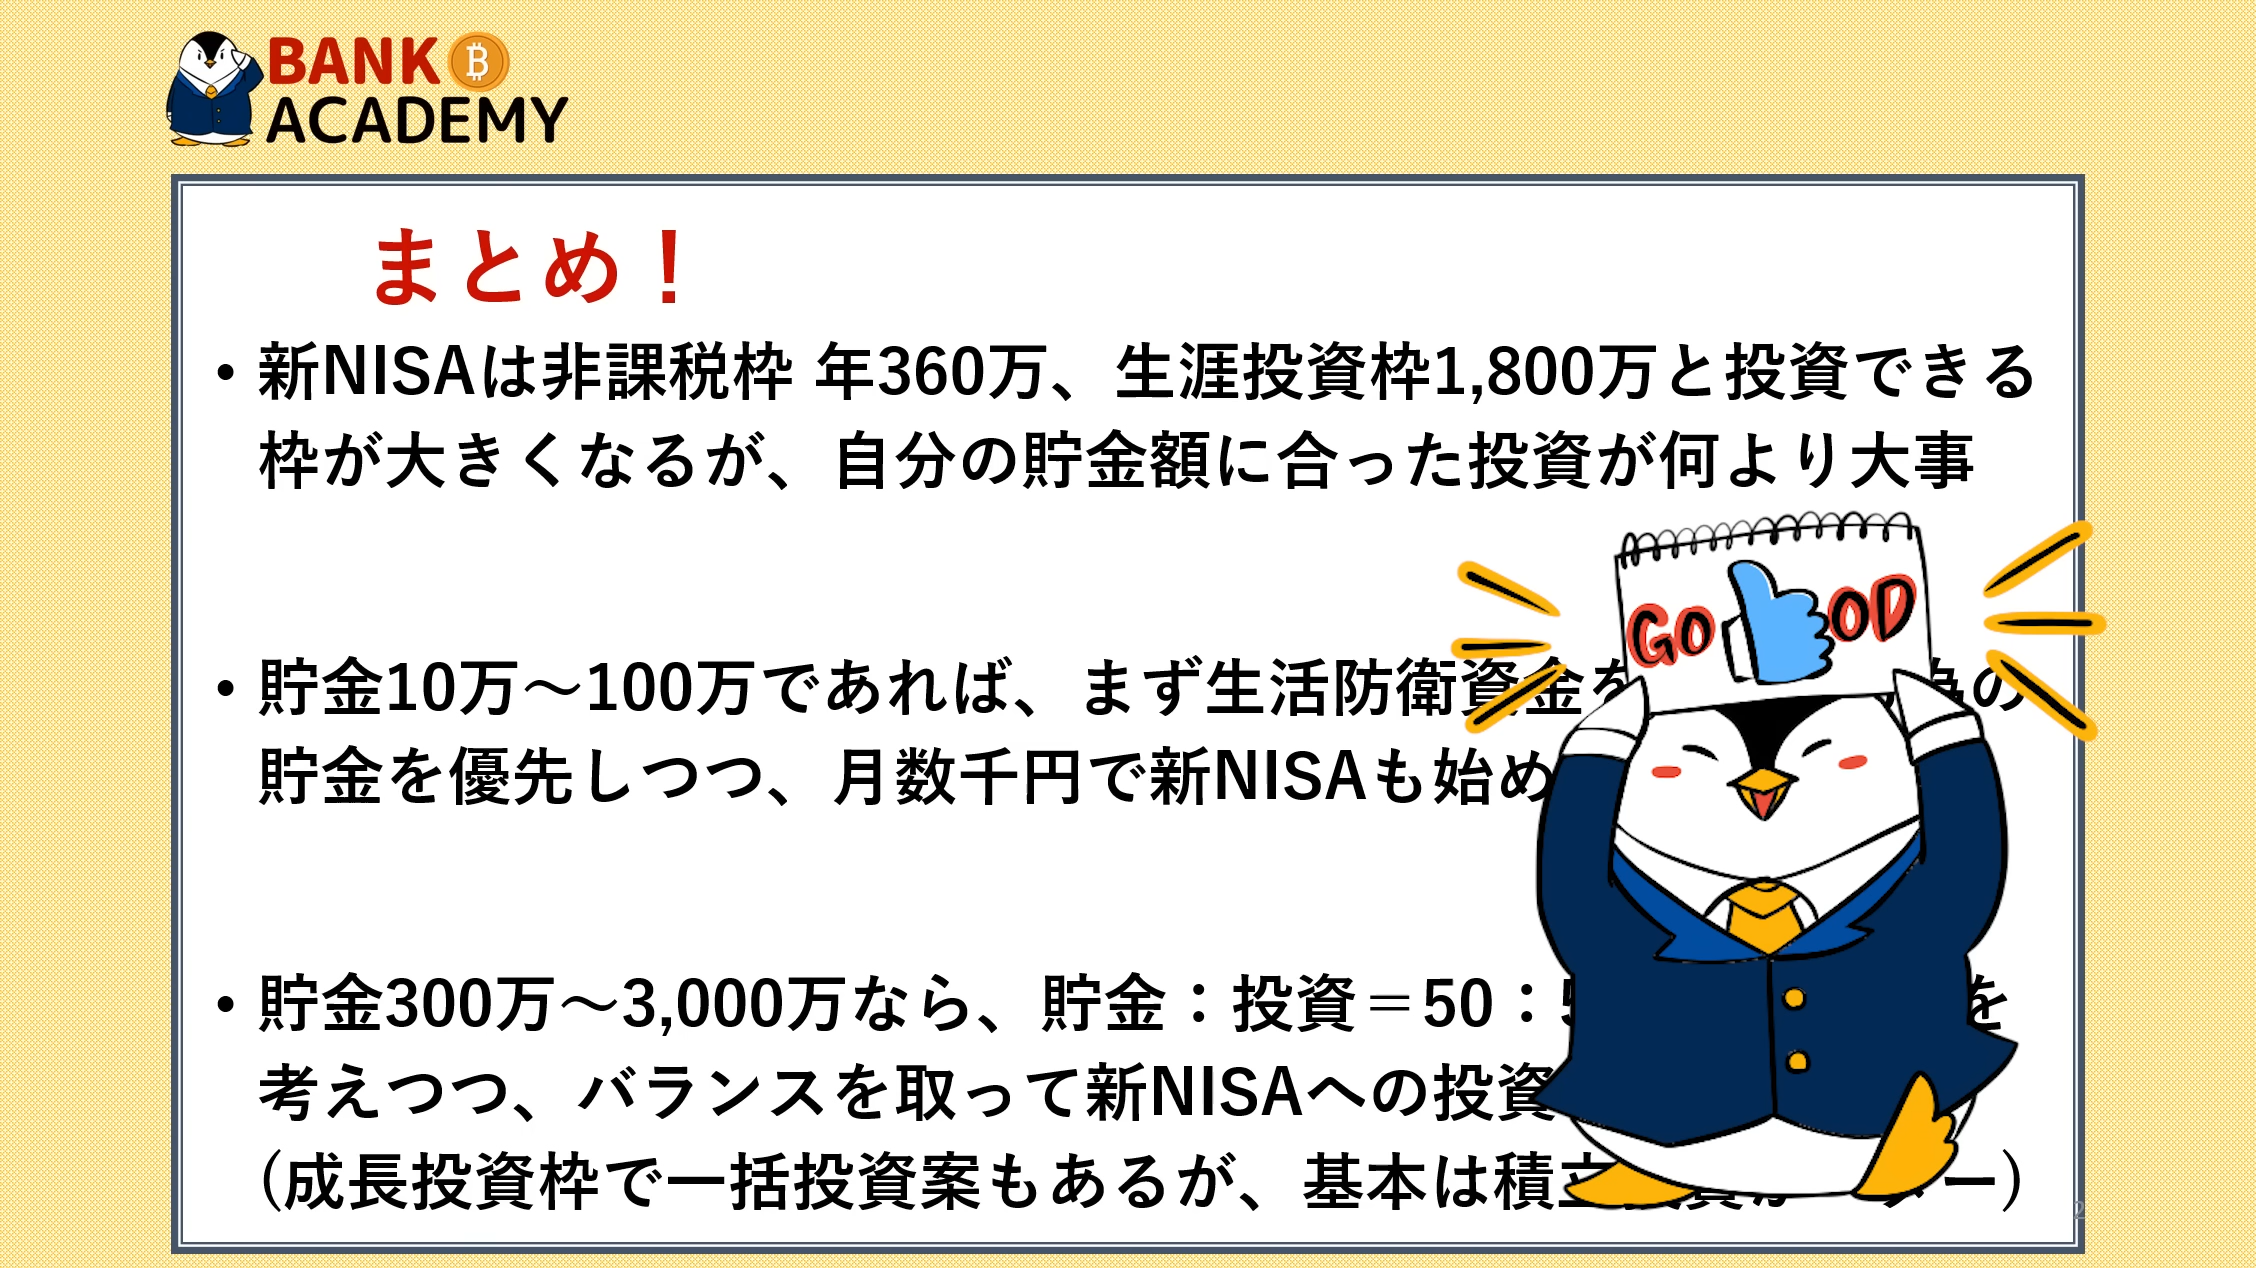 BANK
ACADEMY
まとめ！
• 新NISAは非課税枠 年360万、生涯投資枠1,800万と投資できる
枠が大きくなるが、自分の貯金額に合った投資が何より大事
GOOD
• 貯金10万～100万であれば、まず生活防衛資金を の
貯金を優先しつつ、月数千円で新NISAも始め
• 貯金300万～3,000万なら、貯金：投資＝50： を
考えつつ、バランスを取って新NISAへの投資
(成長投資枠で一括投資案もあるが、基本は積立 ー)
2